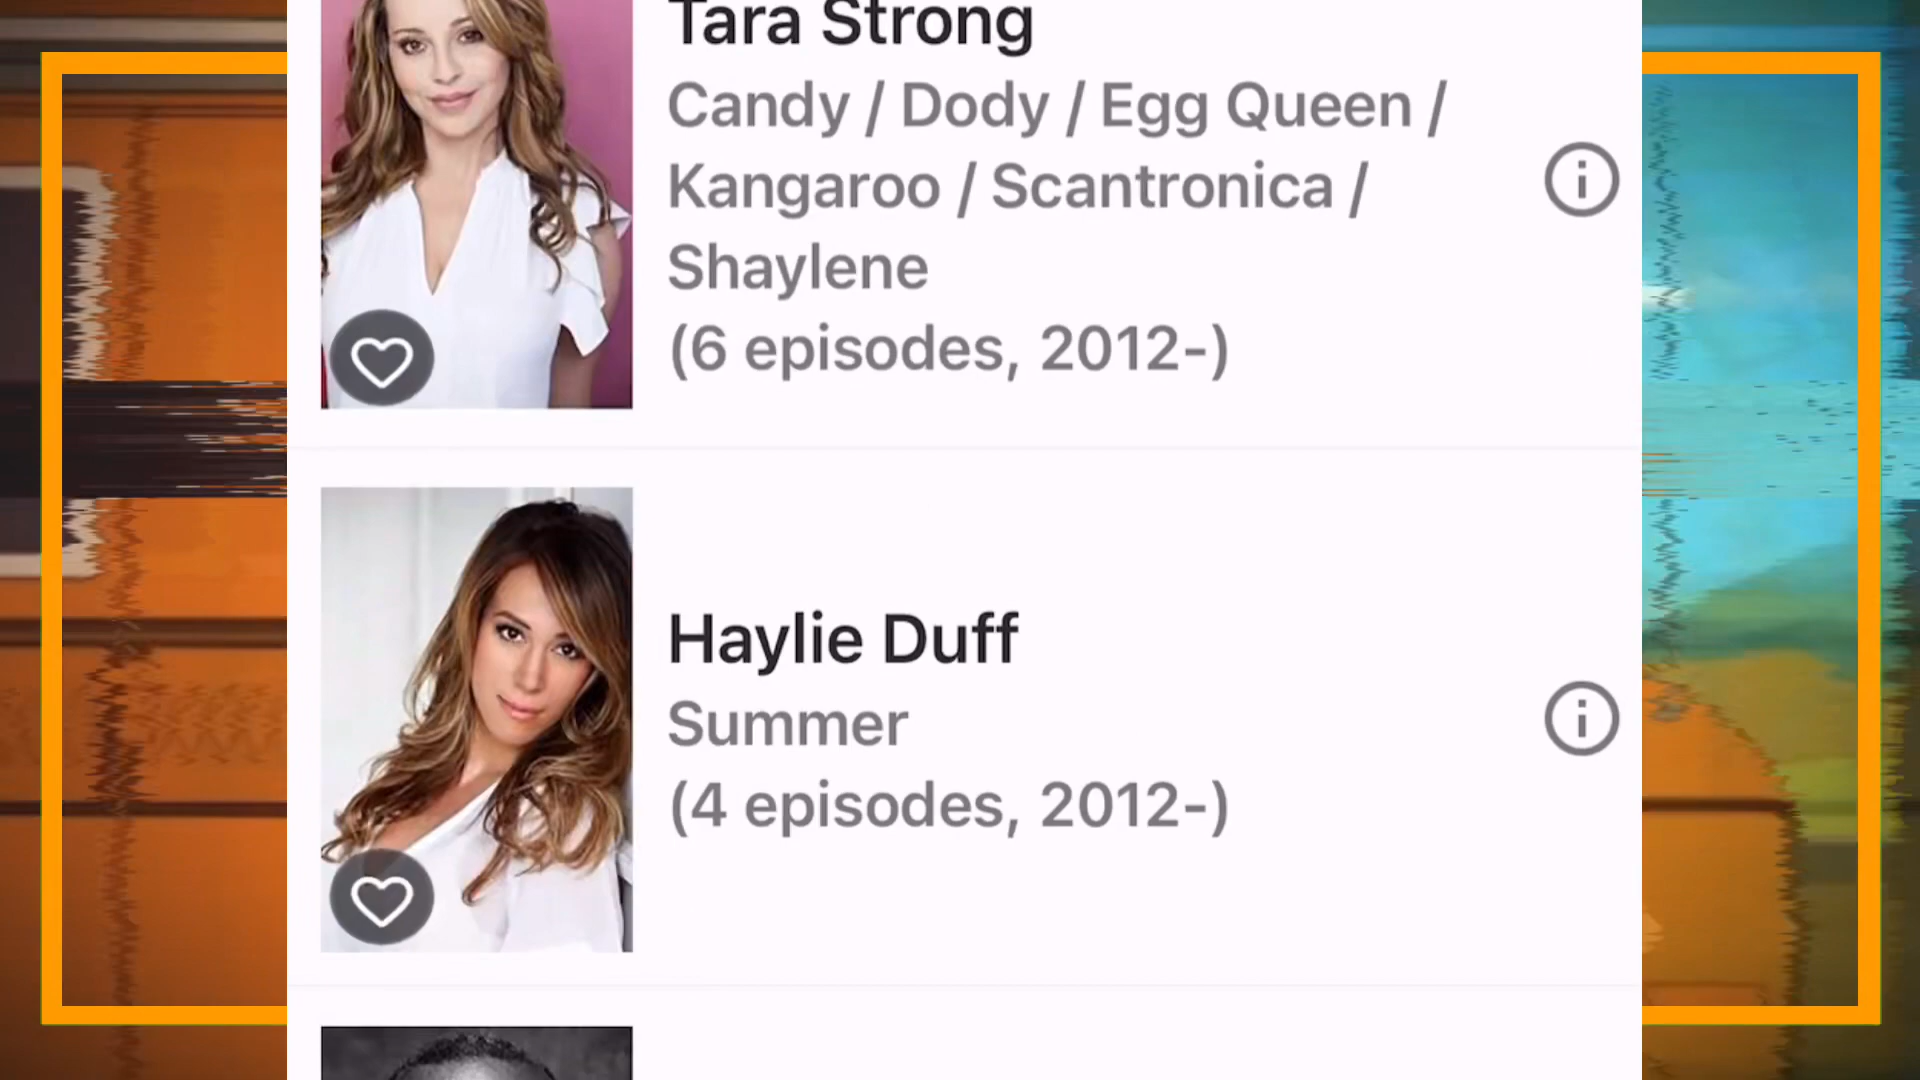 Tara Strong
Candy / Dody / Egg Queen /
Kangaroo / Scantronica /
Shaylene
(6 episodes, 2012-)
Haylie Duff
Summer
(4 episodes, 2012-)